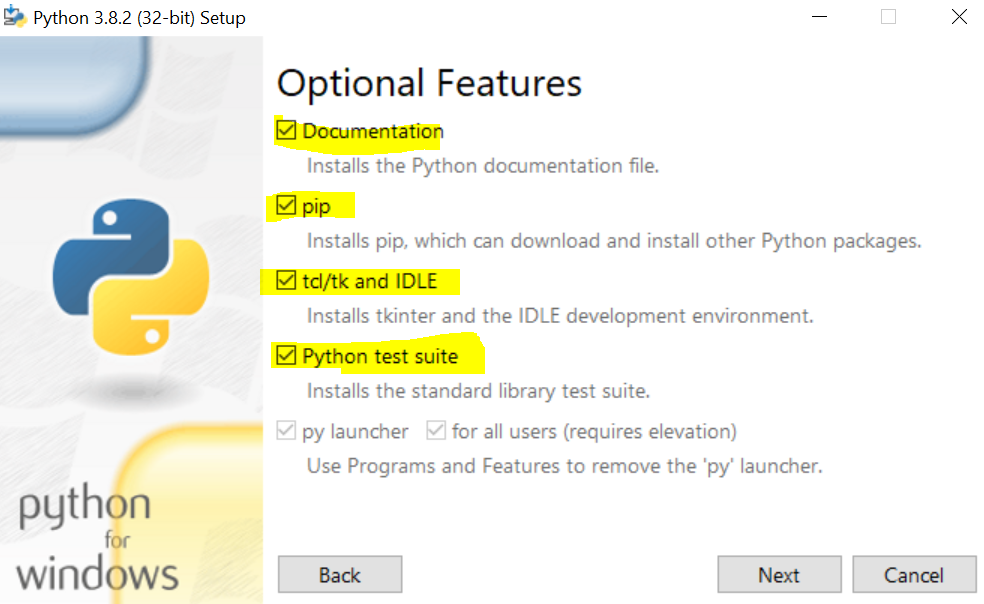 Python 3.8.2 (32-bit) Setup
Optional Features
Documentation
Installs the Python documentation file.
pip
Installs pip, which can download and install other Python packages.
tcl/tk and IDLE
Installs tkinter and the IDLE development environment.
Python test suite
Installs the standard library test suite.
py launcher for all users (requires elevation)
Use Programs and Features to remove the 'py' launcher.
python
for
windows
Back Next Cancel